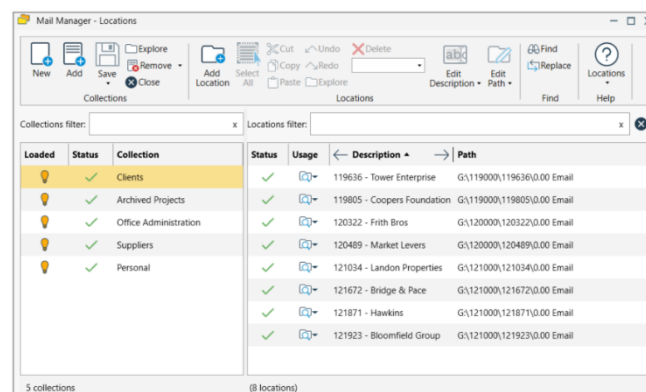 Mail Manager - Locations
New
Add
Save
Explore
Remove
Close
Collections
Add Location
Select All
Cut
Undo
Delete
Copy
Redo
Paste
Explore
Edit Description
Edit Path
Locations
Find
Replace
Find
Locations
Help
Collections filter:
x
Locations filter:
x
Loaded Status Collection
Clients
Archived Projects
Office Administration
Suppliers
Personal
Status Usage Description Path
119636 - Tower Enterprise G:\119000\119636\0.00 Email
119805 - Coopers Foundation G:\119000\119805\0.00 Email
120322 - Frith Bros G:\120000\120322\0.00 Email
120489 - Market Levers G:\120000\120489\0.00 Email
121034 - Landon Properties G:\121000\121034\0.00 Email
121672 - Bridge & Pace G:\121000\121672\0.00 Email
121871 - Hawkins G:\121000\121871\0.00 Email
121923 - Bloomfield Group G:\121000\121923\0.00 Email
5 collections
(8 locations)